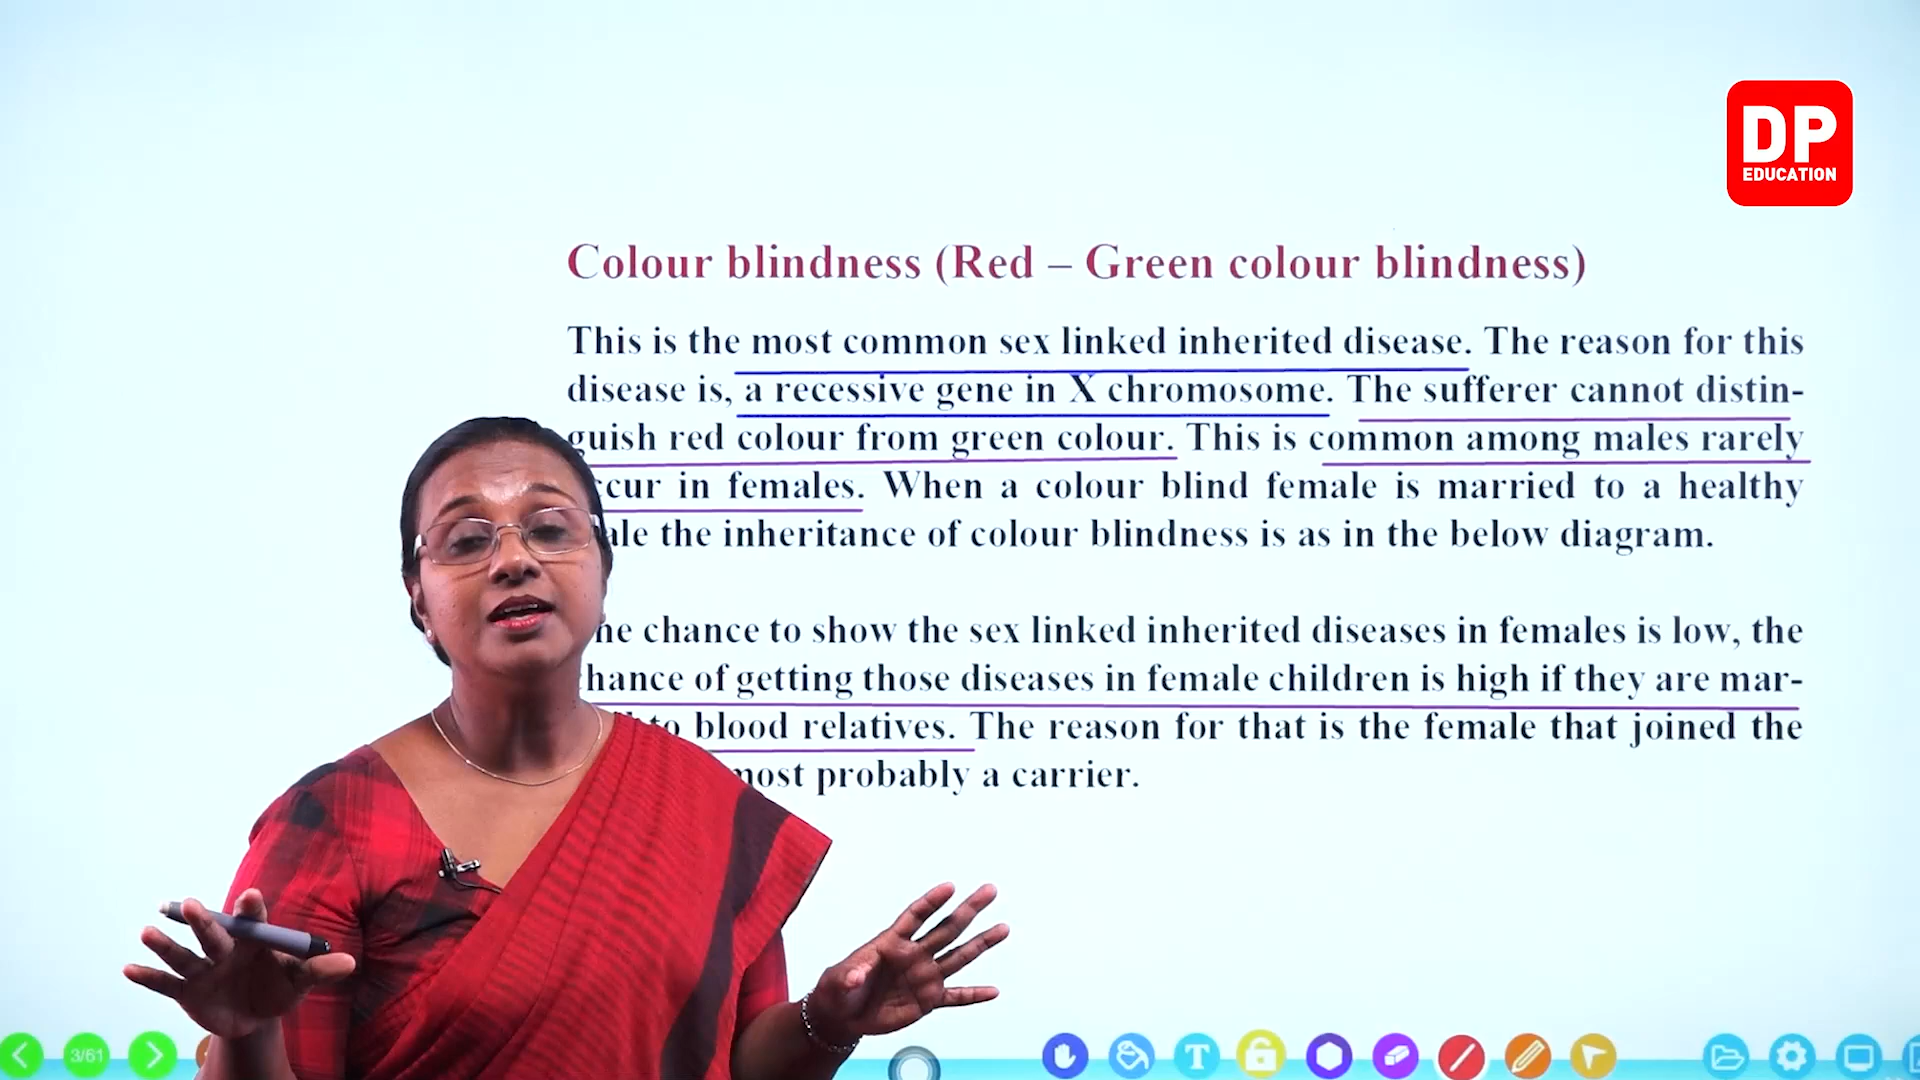 DP
EDUCATION
Colour blindness (Red – Green colour blindness)
This is the most common sex linked inherited disease. The reason for this
disease is, a recessive gene in X chromosome. The sufferer cannot distin-
guish red colour from green colour. This is common among males rarely
in females. When a colour blind female is married to a healthy
the inheritance of colour blindness is as in the below diagram.
chance to show the sex linked inherited diseases in females is low, the
of getting those diseases in female children is high if they are mar-
to blood relatives. The reason for that is the female that joined the
most probably a carrier.
3/61
T